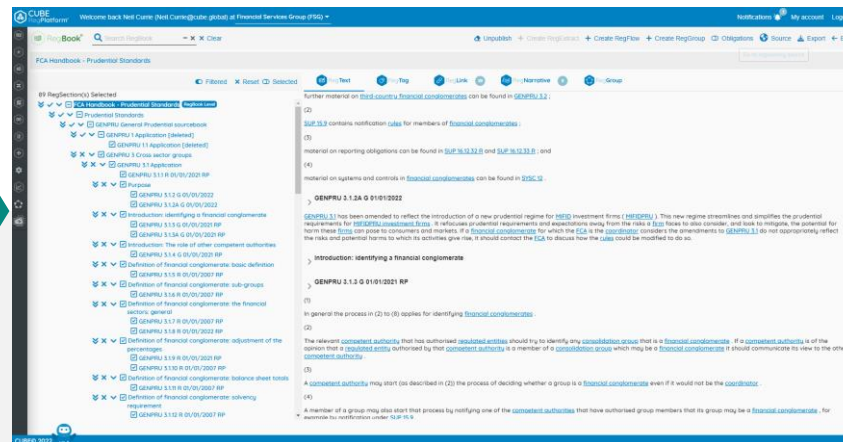 CUBE
RegPlatform™
Welcome back Neil Currie (Neil.Currie@cube.global) at Financial Services Group (FSG)
Notifications
My account
RegBook®
Search RegBook
Clear
Unpublish
+ Create RegFlow
+ Create RegGroup
Obligations
Source
Export
FCA Handbook - Prudential Standards
Filtered
Reset
Selected
RegText
RegTag
RegLink
RegNarrative
RegGroup
89 RegSection(s) Selected
FCA Handbook - Prudential Standards RegBook Level
Prudential Standards
GENPRU General Prudential sourcebook
GENPRU 1 Application [deleted]
GENPRU 1.1 Application [deleted]
GENPRU 3 Cross sector groups
GENPRU 3.1 Application
GENPRU 3.1.1 R 01/01/2021 RP
Purpose
GENPRU 3.1.2 G 01/01/2022
GENPRU 3.1.2A G 01/01/2022
Introduction: identifying a financial conglomerate
GENPRU 3.1.3 G 01/01/2021 RP
GENPRU 3.1.3A G 01/01/2021 RP
Introduction: The role of other competent authorities
GENPRU 3.1.4 G 01/01/2021 RP
Definition of financial conglomerate: basic definition
GENPRU 3.1.5 R 01/01/2007 RP
Definition of financial conglomerate: sub-groups
GENPRU 3.1.6 R 01/01/2007 RP
Definition of financial conglomerate: the financial
sectors: general
GENPRU 3.1.7 R 01/01/2007 RP
GENPRU 3.1.8 R 01/01/2022 RP
Definition of financial conglomerate: adjustment of the
percentages
GENPRU 3.1.9 R 01/01/2021 RP
GENPRU 3.1.10 R 01/01/2007 RP
Definition of financial conglomerate: balance sheet totals
GENPRU 3.1.11 R 01/01/2007 RP
Definition of financial conglomerate: solvency
requirement
GENPRU 3.1.12 R 01/01/2007 RP
further material on third-country financial conglomerates can be found in GENPRU 3.2 ;
(2)
SUP 15.9 contains notification rules for members of financial conglomerates ;
(3)
material on reporting obligations can be found in SUP 16.12.32 R and SUP 16.12.33 R ; and
(4)
material on systems and controls in financial conglomerates can be found in SYSC 12 .
GENPRU 3.1.2A G 01/01/2022
GENPRU 3.1 has been amended to reflect the introduction of a new prudential regime for MIFID investment firms ( MIFIDPRU ). This new regime streamlines and simplifies the prudential
requirements for MIFIDPRU investment firms . It refocuses prudential requirements and expectations away from the risks a firm faces to also consider, and look to mitigate, the potential for
harm these firms can pose to consumers and markets. If a financial conglomerate for which the FCA is the coordinator considers the amendments to GENPRU 3.1 do not appropriately reflect
the risks and potential harms to which its activities give rise, it should contact the FCA to discuss how the rules could be modified to do so.
Introduction: identifying a financial conglomerate
GENPRU 3.1.3 G 01/01/2021 RP
(1)
In general the process in (2) to (8) applies for identifying financial conglomerates .
(2)
The relevant competent authority that has authorised regulated entities should try to identify any consolidation group that is a financial conglomerate . If a competent authority is of the
opinion that a regulated entity authorised by that competent authority is a member of a consolidation group which may be a financial conglomerate it should communicate its view to the othe
competent authority .
(3)
A competent authority may start (as described in (2)) the process of deciding whether a group is a financial conglomerate even if it would not be the coordinator .
(4)
A member of a group may also start that process by notifying one of the competent authorities that have authorised group members that its group may be a financial conglomerate , for
example by notification under SUP 15.9
CUBE© 2022